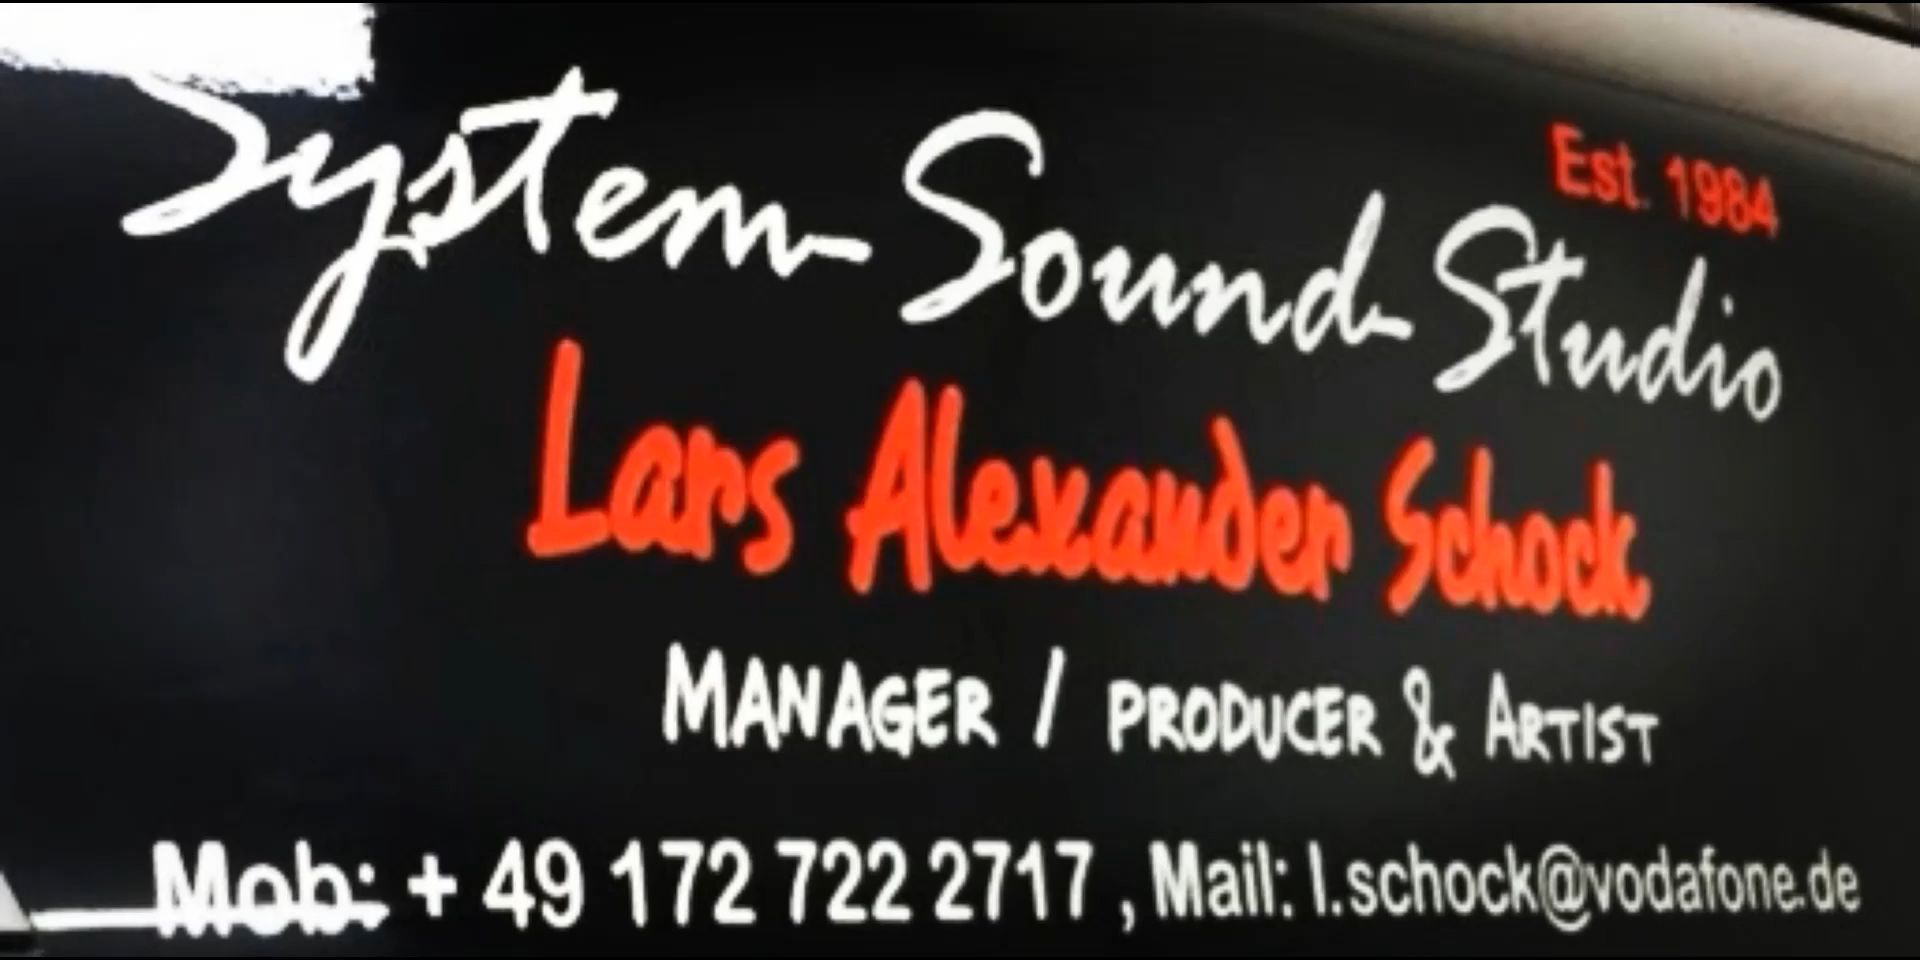 Est. 1984
System Sound Studio
Lars Alexander Schock
MANAGER / PRODUCER & ARTIST
Mob: + 49 172 722 2717 , Mail: l.schock@vodafone.de